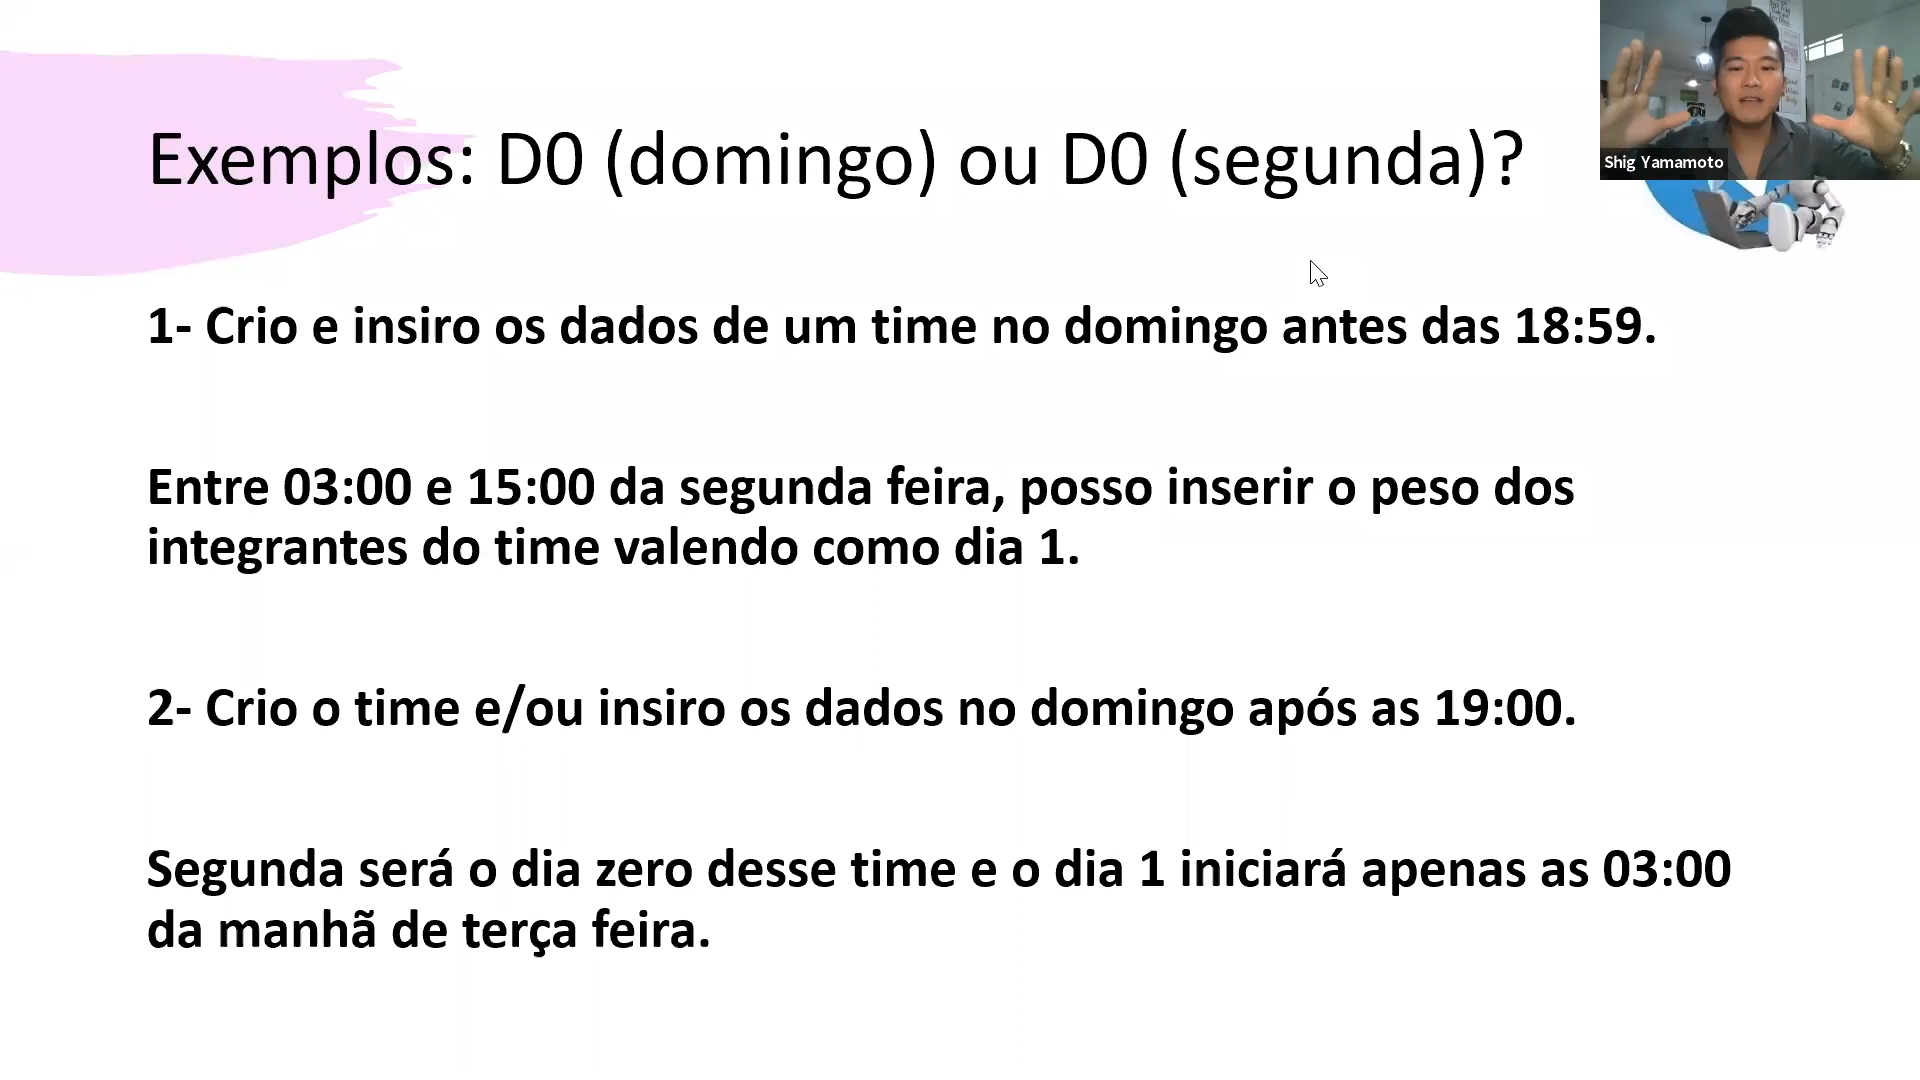 Exemplos: D0 (domingo) ou D0 (segunda)?
Shig Yamamoto
1- Crio e insiro os dados de um time no domingo antes das 18:59.
Entre 03:00 e 15:00 da segunda feira, posso inserir o peso dos
integrantes do time valendo como dia 1.
2- Crio o time e/ou insiro os dados no domingo após as 19:00.
Segunda será o dia zero desse time e o dia 1 iniciará apenas as 03:00
da manhã de terça feira.